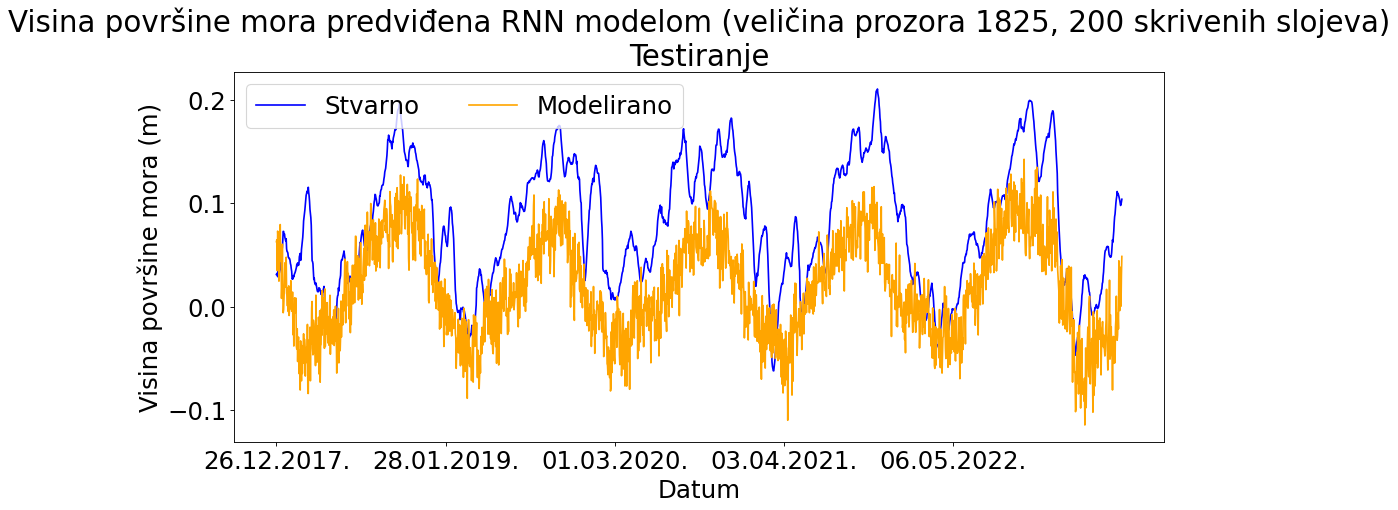 Visina površine mora predviđena RNN modelom (veličina prozora 1825, 200 skrivenih slojeva)
Testiranje
Stvarno
Modelirano
Visina površine mora (m)
0.2
0.1
0.0
−0.1
26.12.2017.
28.01.2019.
01.03.2020.
03.04.2021.
06.05.2022.
Datum